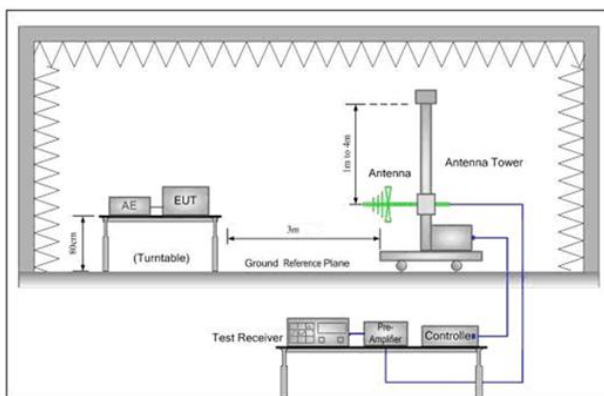 1m to 4m
Antenna
Antenna Tower
AE
EUT
80cm
(Turntable)
3m
Ground Reference Plane
Test Receiver
Pre-
Amplifier
Controller